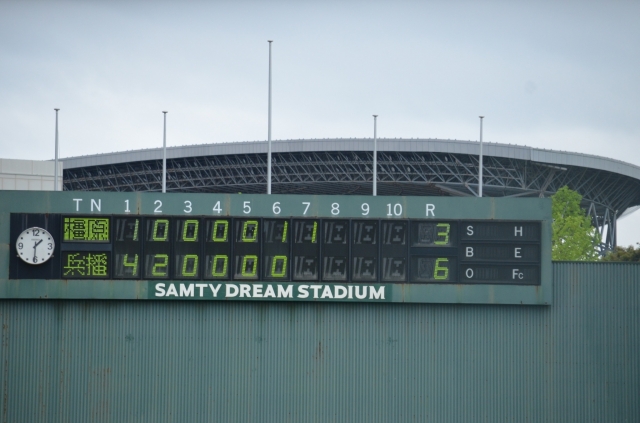 TN 1 2 3 4 5 6 7 8 9 10 R
橿原 1 0 0 0 0 1 1 3 S H
B E
兵播 4 2 0 0 0 0 6 O Fc
SAMTY DREAM STADIUM